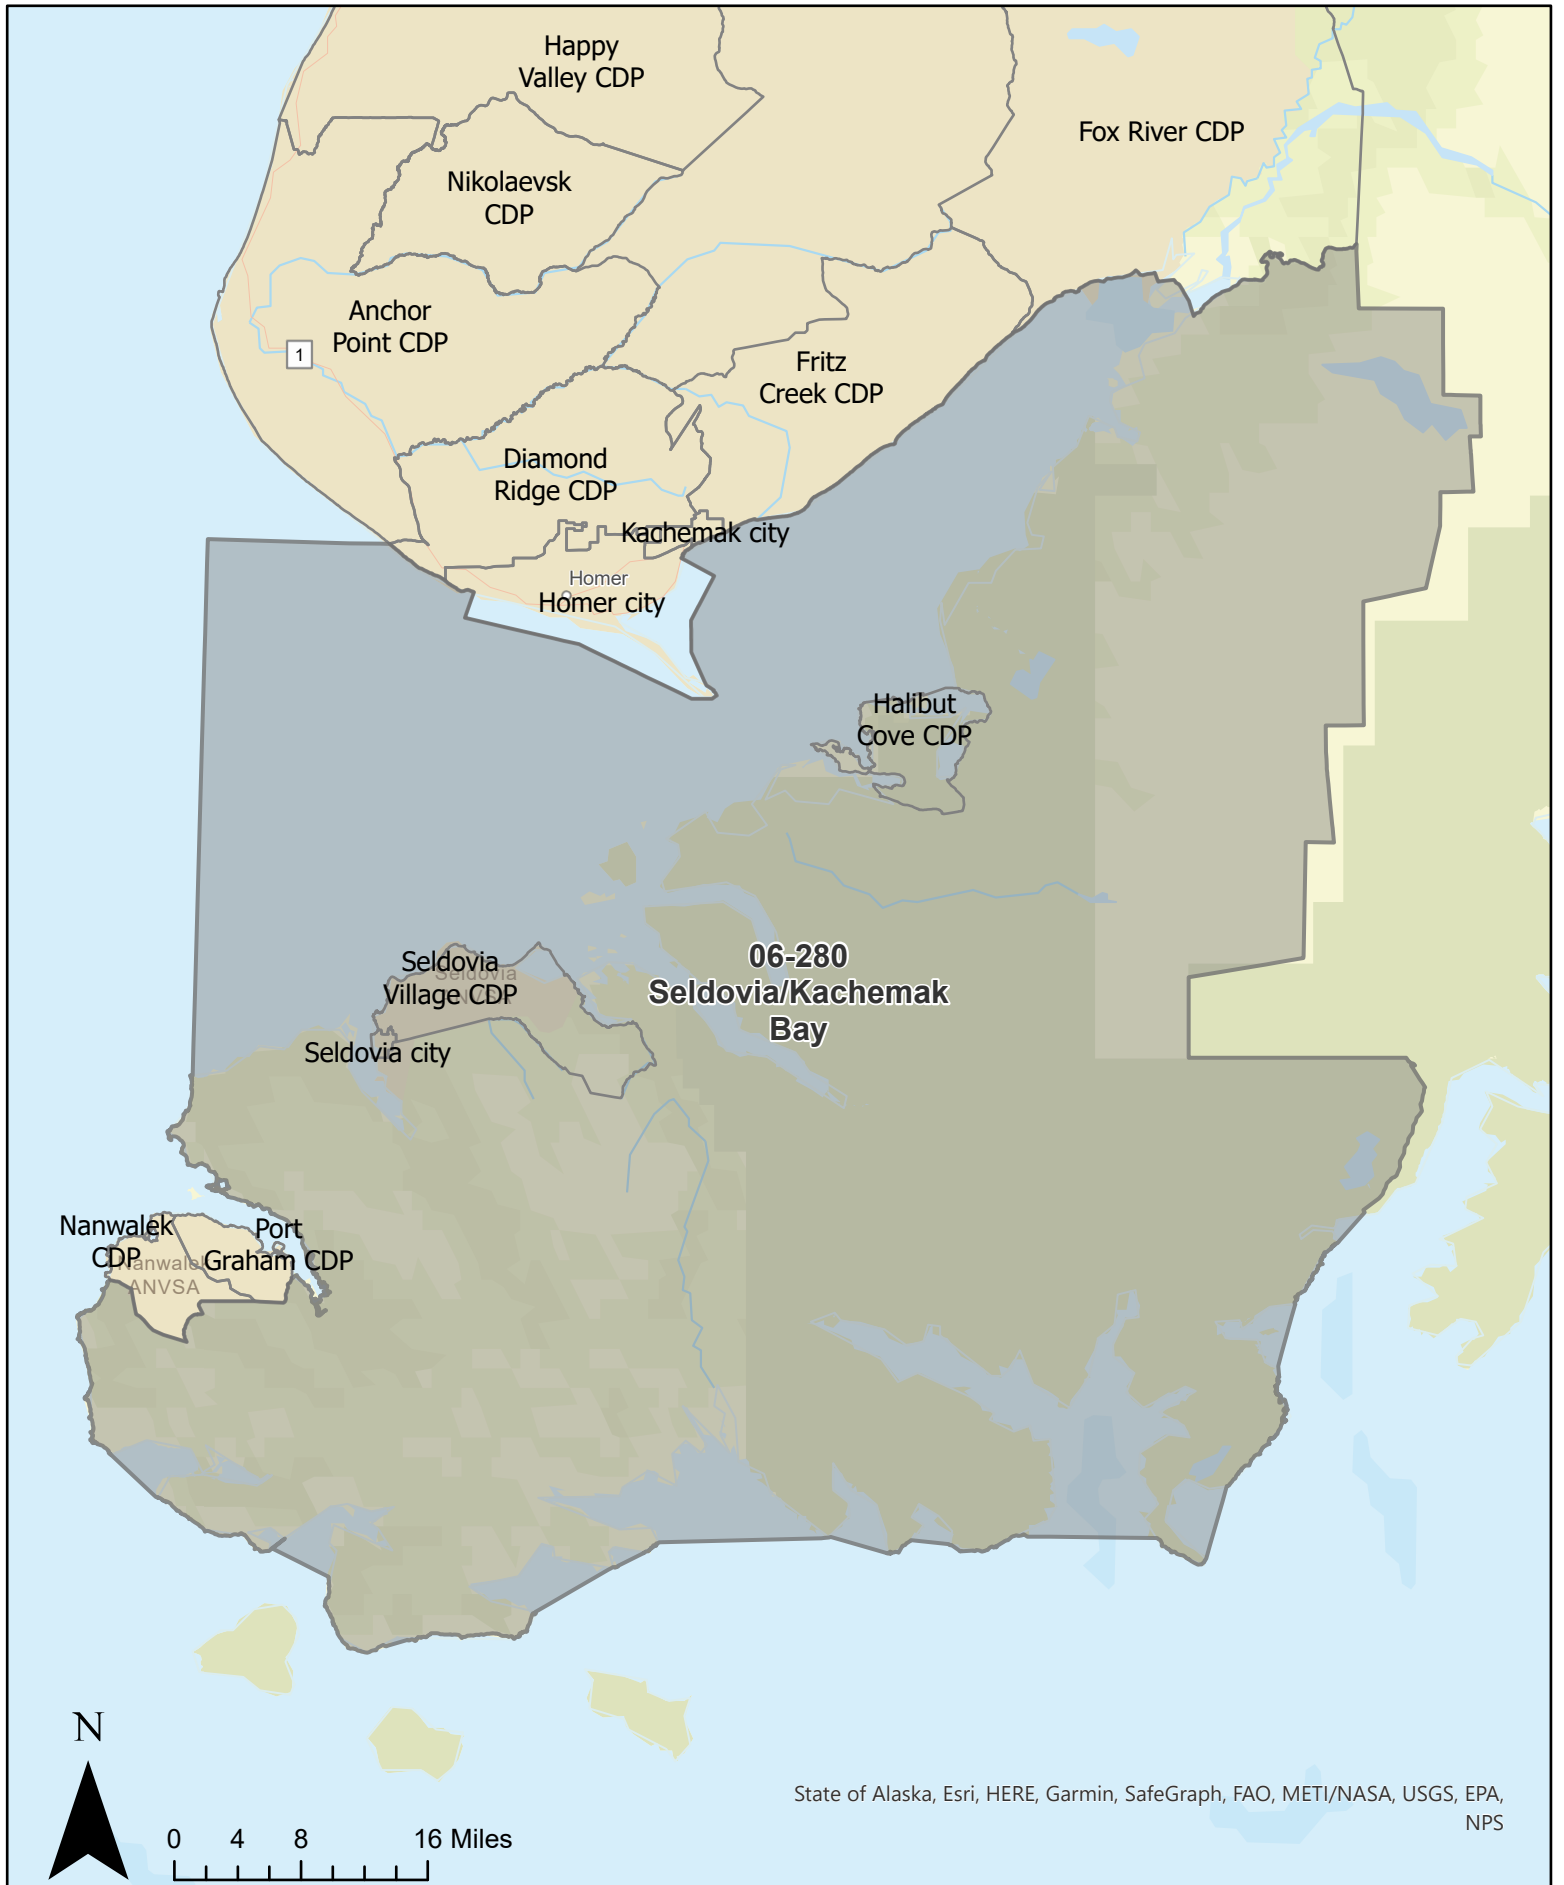 Happy
Valley CDP
Fox River CDP
Nikolaevsk
CDP
Anchor
Point CDP
1
Fritz
Creek CDP
Diamond
Ridge CDP
Kachemak city
Homer
Homer city
Halibut
Cove CDP
06-280
Seldovia/Kachemak
Bay
Seldovia
Village CDP
Seldovia
ANVSA
Seldovia city
Nanwalek
CDP
Port
Graham CDP
Nanwalek
ANVSA
N
0 4 8 16 Miles
State of Alaska, Esri, HERE, Garmin, SafeGraph, FAO, METI/NASA, USGS, EPA,
NPS